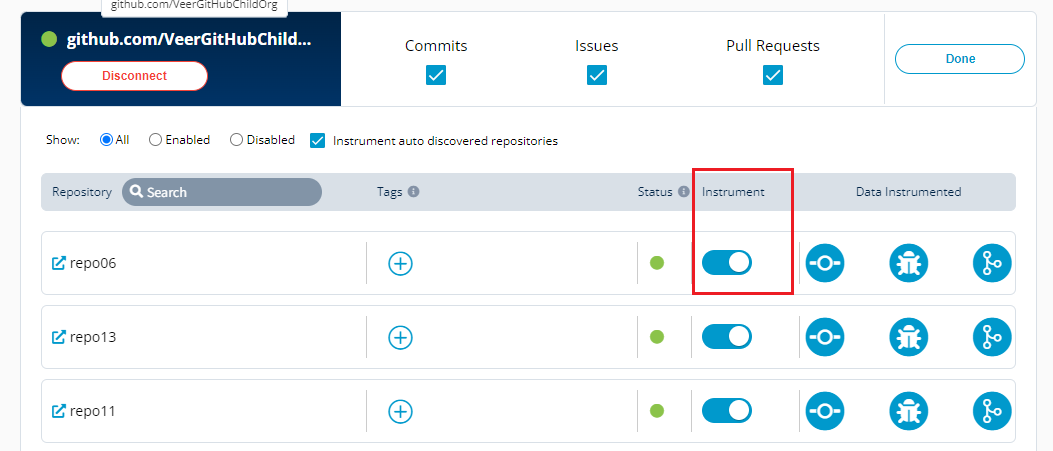 github.com/VeerGitHubChildOrg
github.com/VeerGitHubChild...
Disconnect
Commits
Issues
Pull Requests
Done
Show: All Enabled Disabled Instrument auto discovered repositories
Repository Search Tags Status Instrument Data Instrumented
repo06
repo13
repo11